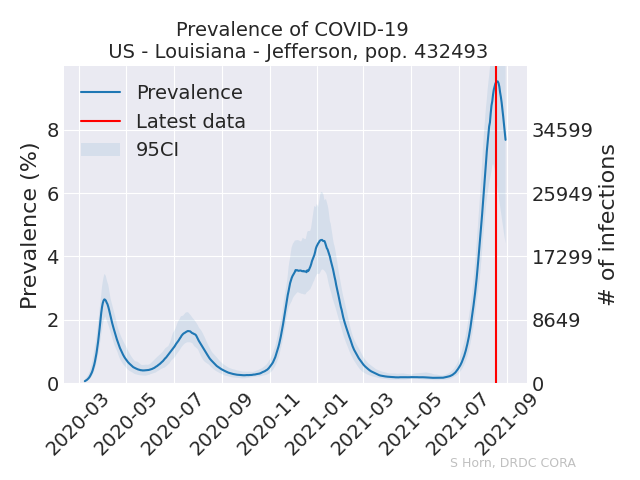 Prevalence of COVID-19
US - Louisiana - Jefferson, pop. 432493
Prevalence
Latest data
95CI
Prevalence (%)
8
6
4
2
0
34599
25949
17299
8649
0
# of infections
2020-03
2020-05
2020-07
2020-09
2020-11
2021-01
2021-03
2021-05
2021-07
2021-09
S Horn, DRDC CORA